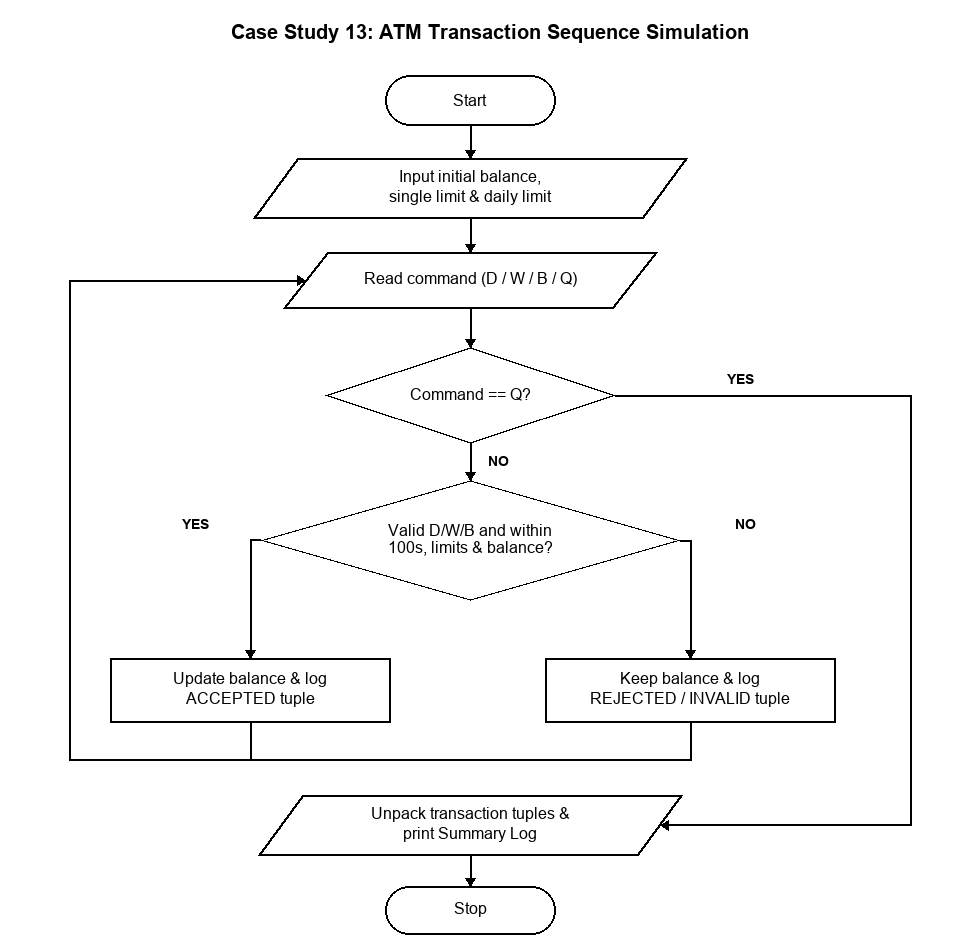 Case Study 13: ATM Transaction Sequence Simulation
Start
Input initial balance,
single limit & daily limit
Read command (D / W / B / Q)
Command == Q?
YES
NO
Valid D/W/B and within
100s, limits & balance?
YES
NO
Update balance & log
ACCEPTED tuple
Keep balance & log
REJECTED / INVALID tuple
Unpack transaction tuples &
print Summary Log
Stop